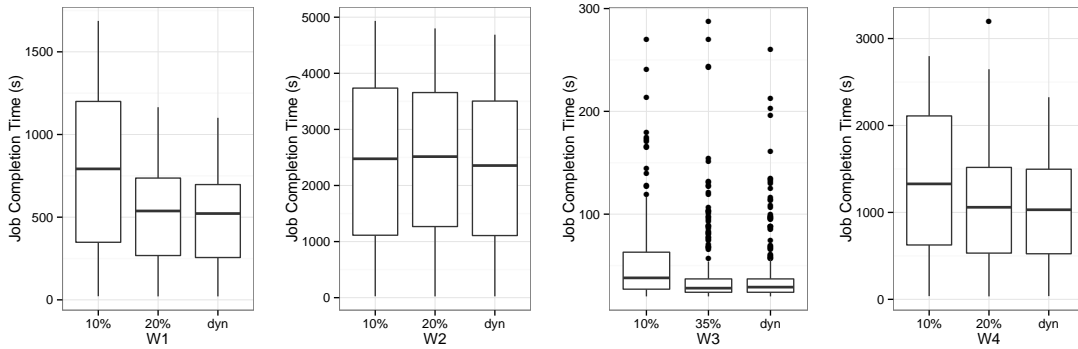 Job Completion Time (s)
1500
1000
500
0
10% 20% dyn
W1
Job Completion Time (s)
5000
4000
3000
2000
1000
0
10% 20% dyn
W2
Job Completion Time (s)
300
200
100
10% 35% dyn
W3
Job Completion Time (s)
3000
2000
1000
0
10% 20% dyn
W4